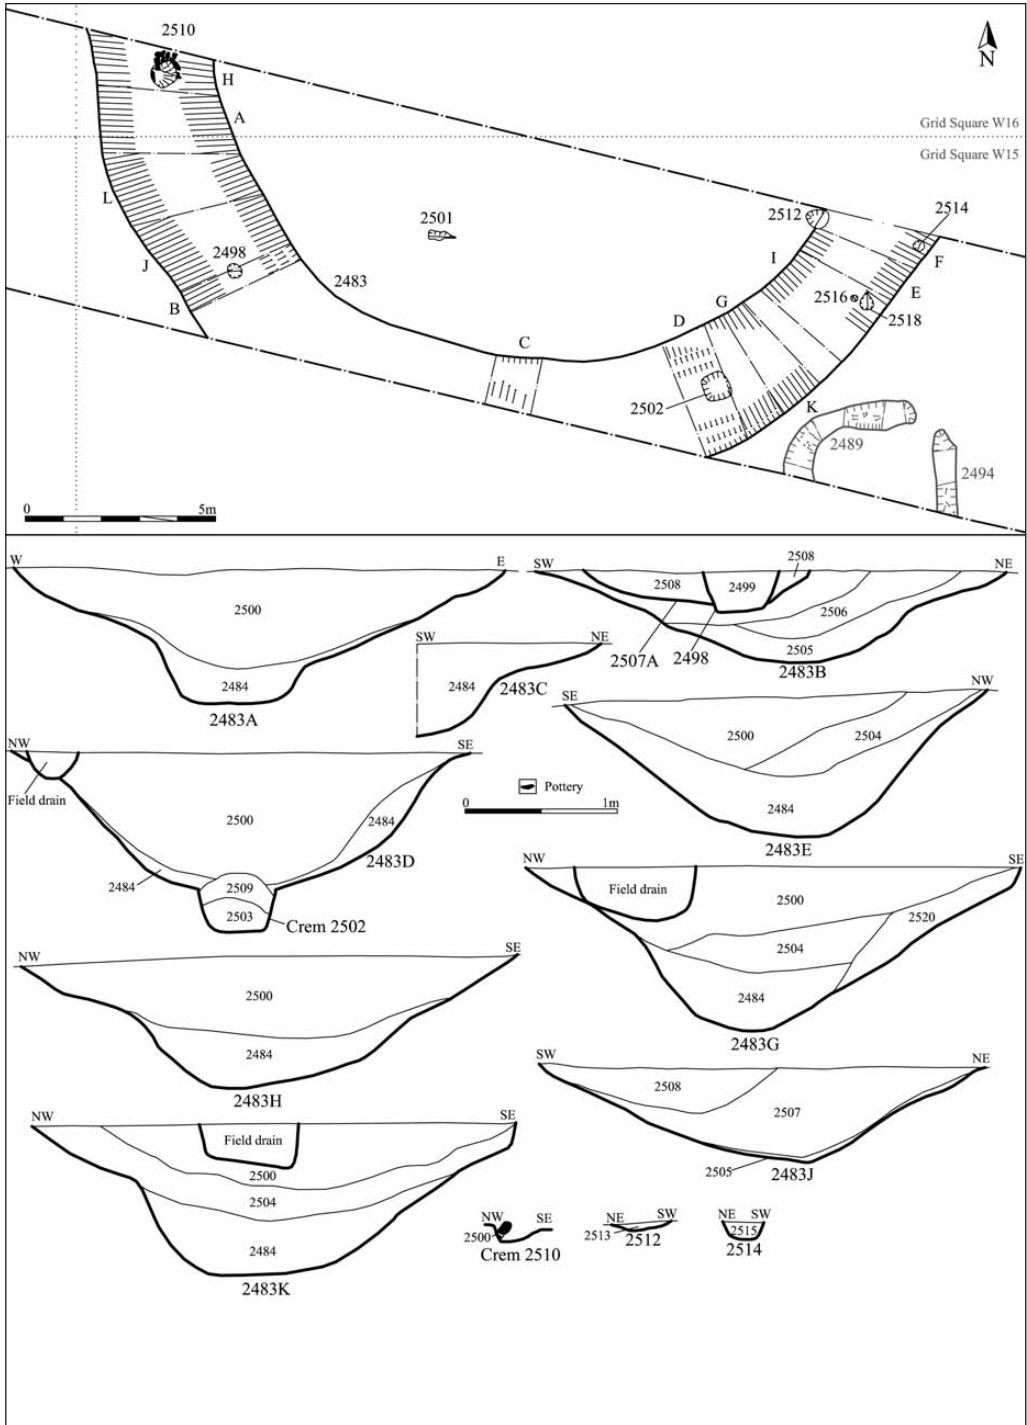 2510
N
H
A
Grid Square W16
Grid Square W15
L
2501
2512
2514
2498
J
2483
I
F
G
E
2516
2518
B
D
C
2502
K
2489
2494
0 5m
W E
2500
2484
2483A
SW NE
2508
2508
2499
2506
2505
2507A
2498
2483B
SW NE
2484
2483C
SE NW
2500
2504
2484
2483E
NW SE
Field drain
2500
2484
2483D
2484
2509
2503
Crem 2502
Pottery
0 1m
NW SE
Field drain
2500
2520
2504
2484
2483G
NW SE
2500
2484
2483H
SW NE
2508
2507
2505
2483J
NW SE
Field drain
2500
2504
2484
2483K
NW SE
2500
Crem 2510
NE SW
2513
2512
NE SW
2515
2514